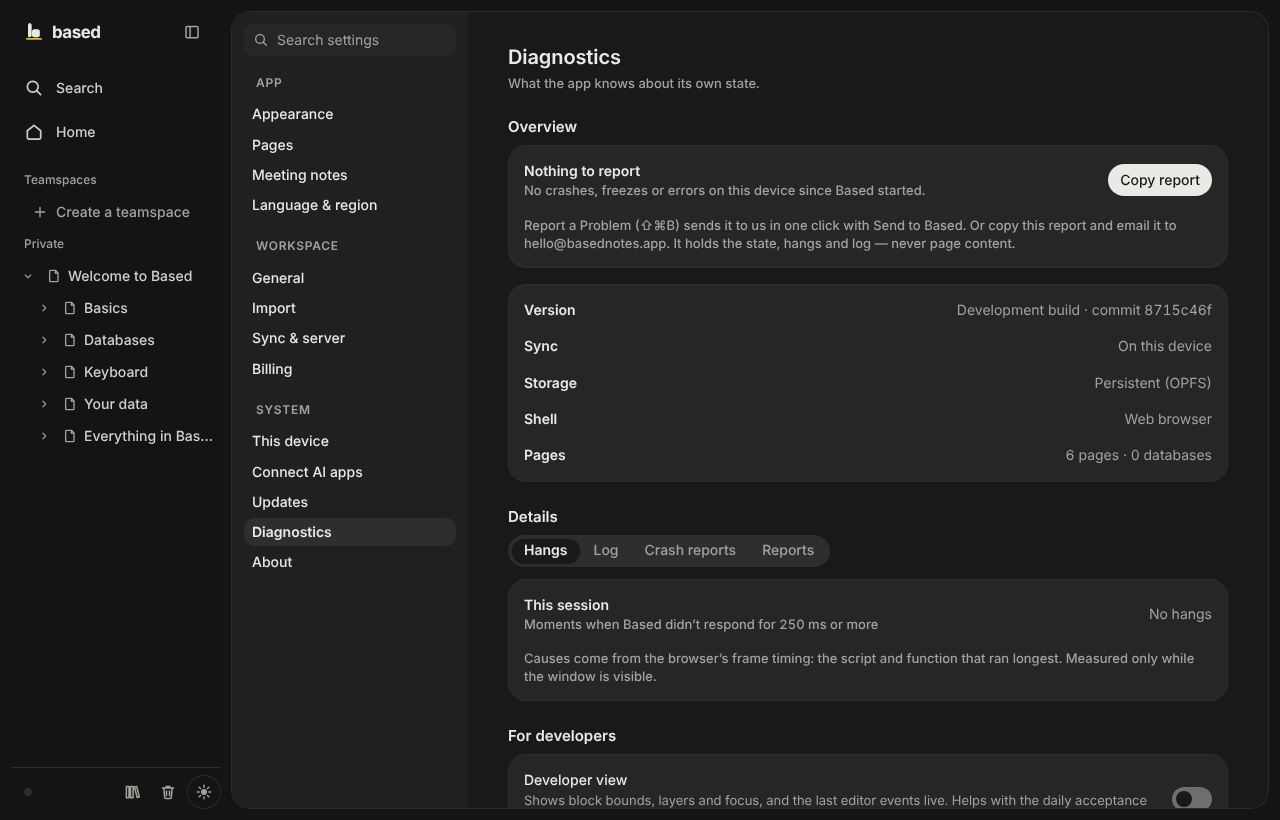 based
Search
Home
Teamspaces
Create a teamspace
Private
Welcome to Based
Basics
Databases
Keyboard
Your data
Everything in Bas...
Search settings
APP
Appearance
Pages
Meeting notes
Language & region
WORKSPACE
General
Import
Sync & server
Billing
SYSTEM
This device
Connect AI apps
Updates
Diagnostics
About
Diagnostics
What the app knows about its own state.
Overview
Nothing to report
No crashes, freezes or errors on this device since Based started.
Copy report
Report a Problem (⇧⌘B) sends it to us in one click with Send to Based. Or copy this report and email it to
hello@basednotes.app. It holds the state, hangs and log — never page content.
Version Development build · commit 8715c46f
Sync On this device
Storage Persistent (OPFS)
Shell Web browser
Pages 6 pages · 0 databases
Details
Hangs Log Crash reports Reports
This session
Moments when Based didn’t respond for 250 ms or more
No hangs
Causes come from the browser’s frame timing: the script and function that ran longest. Measured only while
the window is visible.
For developers
Developer view
Shows block bounds, layers and focus, and the last editor events live. Helps with the daily acceptance